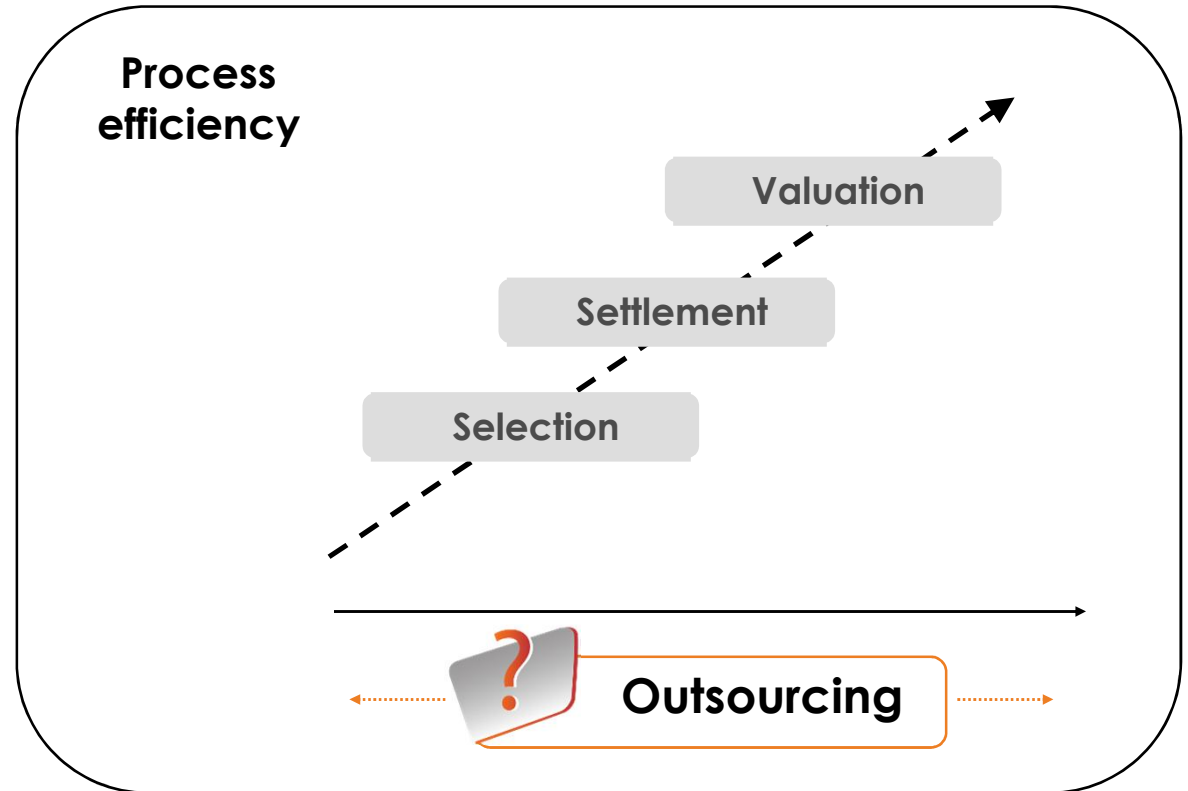 Process
efficiency
Valuation
Settlement
Selection
?
Outsourcing